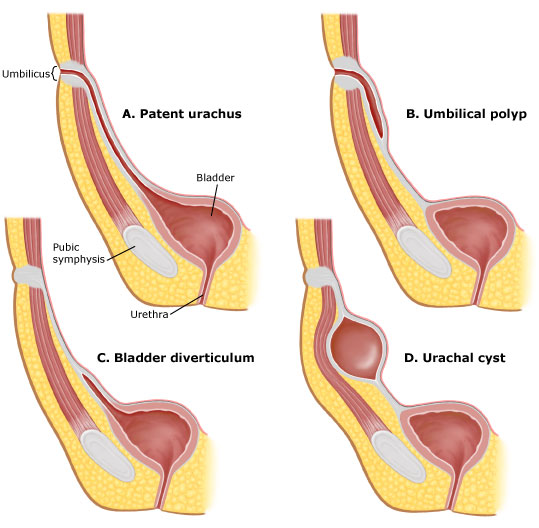 Umbilicus
A. Patent urachus
B. Umbilical polyp
Bladder
Pubic
symphysis
Urethra
C. Bladder diverticulum
D. Urachal cyst